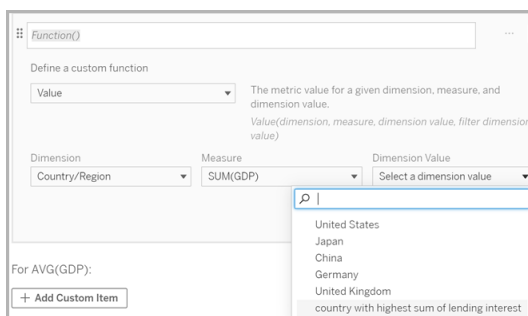 Function()
...
Define a custom function
Value
The metric value for a given dimension, measure, and
dimension value.
Value(dimension, measure, dimension value, filter dimension
value)
Dimension
Measure
Dimension Value
Country/Region
SUM(GDP)
Select a dimension value
United States
Japan
China
Germany
United Kingdom
country with highest sum of lending interest
For AVG(GDP):
+ Add Custom Item